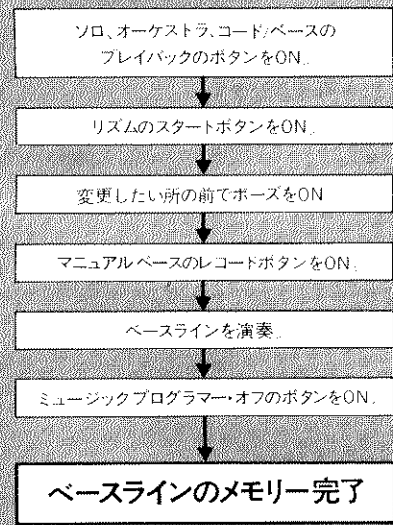 ソロ、オーケストラ、コード/ベースの
プレイバックのボタンをON。
リズムのスタートボタンをON。
変更したい所の前でポーズをON
マニュアルベースのレコードボタンをON。
ベースラインを演奏。
ミュージックプログラマー・オフのボタンをON。
ベースラインのメモリー完了